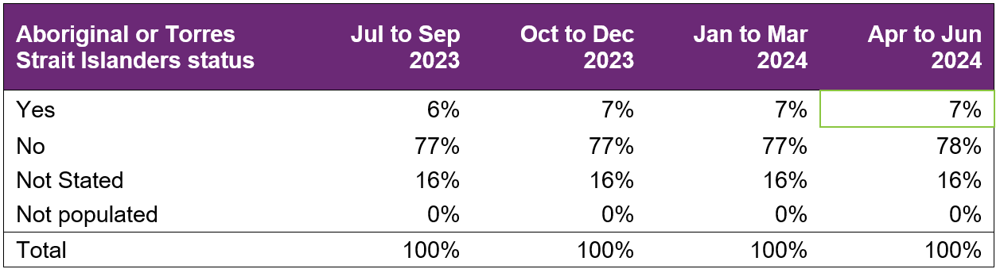 Aboriginal or Torres Strait Islanders status Jul to Sep 2023 Oct to Dec 2023 Jan to Mar 2024 Apr to Jun 2024
Yes 6% 7% 7% 7%
No 77% 77% 77% 78%
Not Stated 16% 16% 16% 16%
Not populated 0% 0% 0% 0%
Total 100% 100% 100% 100%